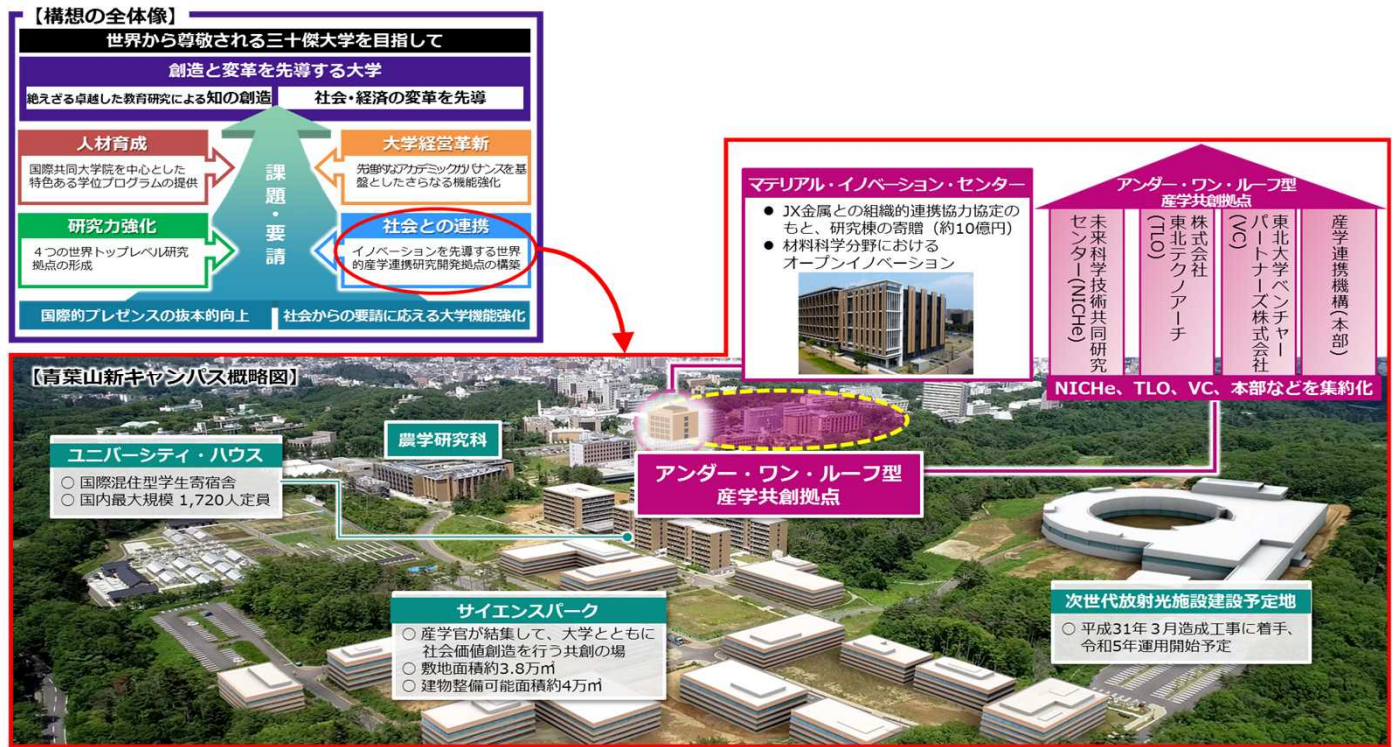 【構想の全体像】
世界から尊敬される三十傑大学を目指して
創造と変革を先導する大学
絶えざる卓越した教育研究による知の創造
社会・経済の変革を先導
人材育成
国際共同大学院を中心とした
特色ある学位プログラムの提供
大学経営革新
先進的なアカデミックガバナンスを基
盤としたさらなる機能強化
課題・要請
研究力強化
4つの世界トップレベル研究
拠点の形成
社会との連携
イノベーションを先導する世界
的産学連携研究開発拠点の構築
国際的プレゼンスの抜本的向上
社会からの要請に応える大学機能強化
マテリアル・イノベーション・センター
● JX金属との組織的連携協力協定の
もと、研究棟の寄贈(約10億円)
● 材料科学分野における
オープンイノベーション
アンダー・ワン・ルーフ型
産学共創拠点
未来科学技術共同研究
センター(NICHe)
株式会社
東北テクノアーチ
(TLO)
東北大学ベンチャー
パートナーズ株式会社
(VC)
産学連携機構(本部)
NICHe、TLO、VC、本部などを集約化
【青葉山新キャンパス概略図】
ユニバーシティ・ハウス
○ 国際混住型学生寄宿舎
○ 国内最大規模 1,720人定員
農学研究科
アンダー・ワン・ルーフ型
産学共創拠点
サイエンスパーク
○ 産学官が結集して、大学とともに
社会価値創造を行う共創の場
○ 敷地面積約3.8万㎡
○ 建物整備可能面積約4万㎡
次世代放射光施設建設予定地
○ 平成31年3月造成工事に着手、
令和5年運用開始予定